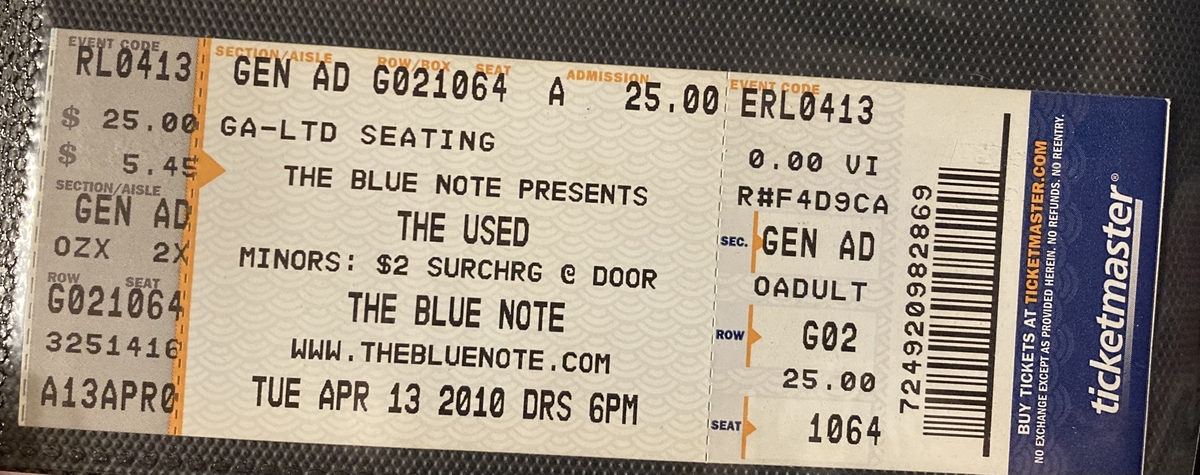 EVENT CODE
RL0413
$ 25.00
$ 5.45
SECTION/AISLE
GEN AD
OZX 2X
ROW SEAT
G021064
3251416
A13APR0
SECTION/AISLE ROW/BOX SEAT ADMISSION
GEN AD G021064 A 25.00
GA-LTD SEATING
THE BLUE NOTE PRESENTS
THE USED
MINORS: $2 SURCHRG @ DOOR
THE BLUE NOTE
WWW.THEBLUENOTE.COM
TUE APR 13 2010 DRS 6PM
EVENT CODE
ERL0413
0.00 VI
R#F4D9CA
SEC. GEN AD
OADULT
ROW G02
25.00
SEAT 1064
724920982869
BUY TICKETS AT TICKETMASTER.COM
NO EXCHANGE EXCEPT AS PROVIDED HEREIN. NO REFUNDS. NO REENTRY.
ticketmaster®